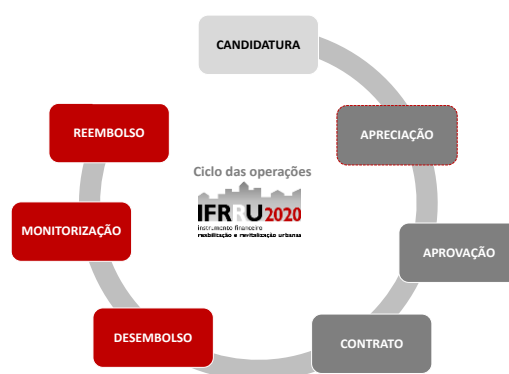 CANDIDATURA
APRECIAÇÃO
APROVAÇÃO
CONTRATO
DESEMBOLSO
MONITORIZAÇÃO
REEMBOLSO
Ciclo das operações
IFRRU2020
instrumento financeiro
reabilitação e revitalização urbanas